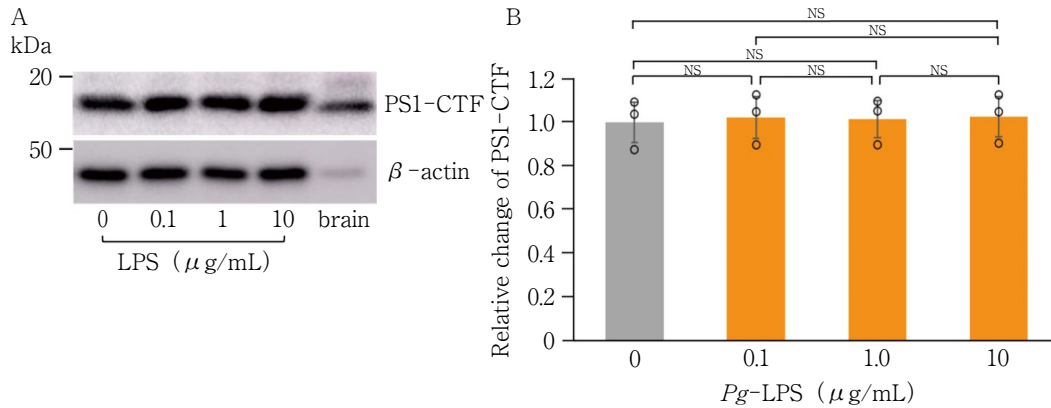 A
kDa
20
PS1-CTF
50
β-actin
0 0.1 1 10 brain
LPS (μg/mL)
B
NS
NS
NS
NS NS NS
Relative change of PS1-CTF
1.2
1.0
0.8
0.6
0.4
0.2
0
0 0.1 1.0 10
Pg-LPS (μg/mL)